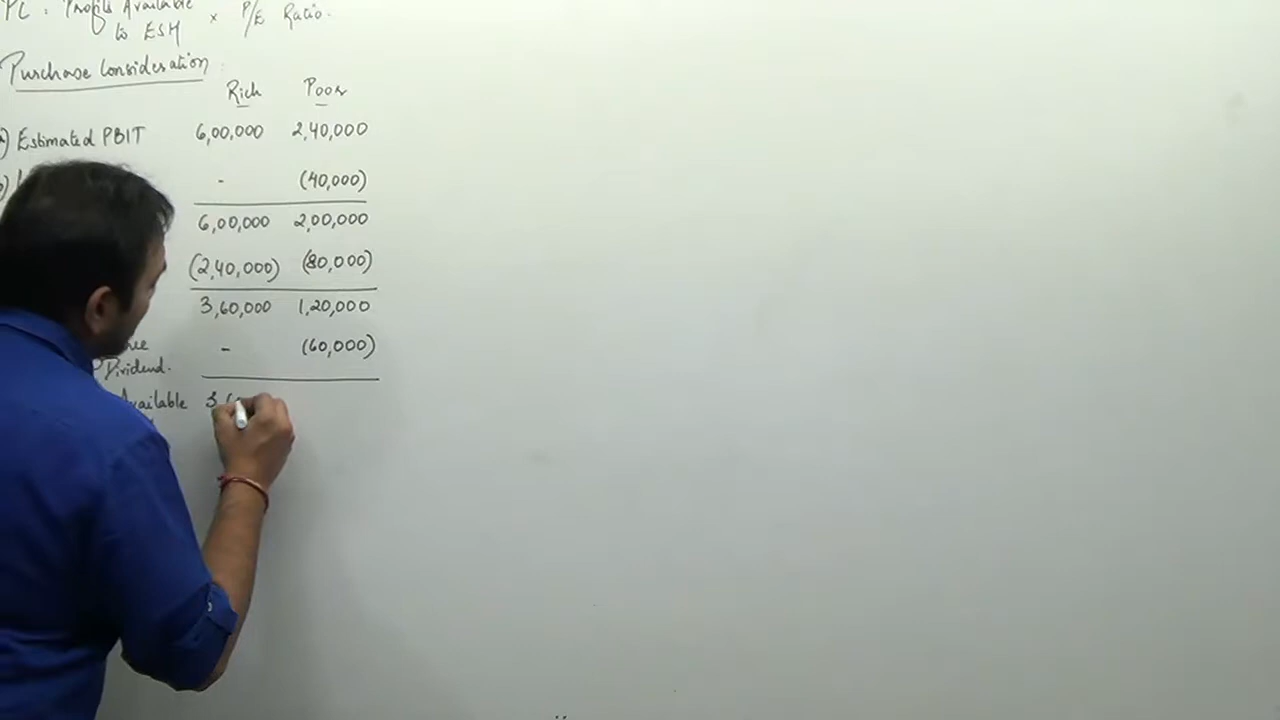 PC = Profits Available to ESH × P/E Ratio.
Purchase Consideration :
Rich Poor
a) Estimated PBIT 6,00,000 2,40,000
b) - (40,000)
6,00,000 2,00,000
(2,40,000) (80,000)
3,60,000 1,20,000
- (60,000)
Dividend.
Available 3,6